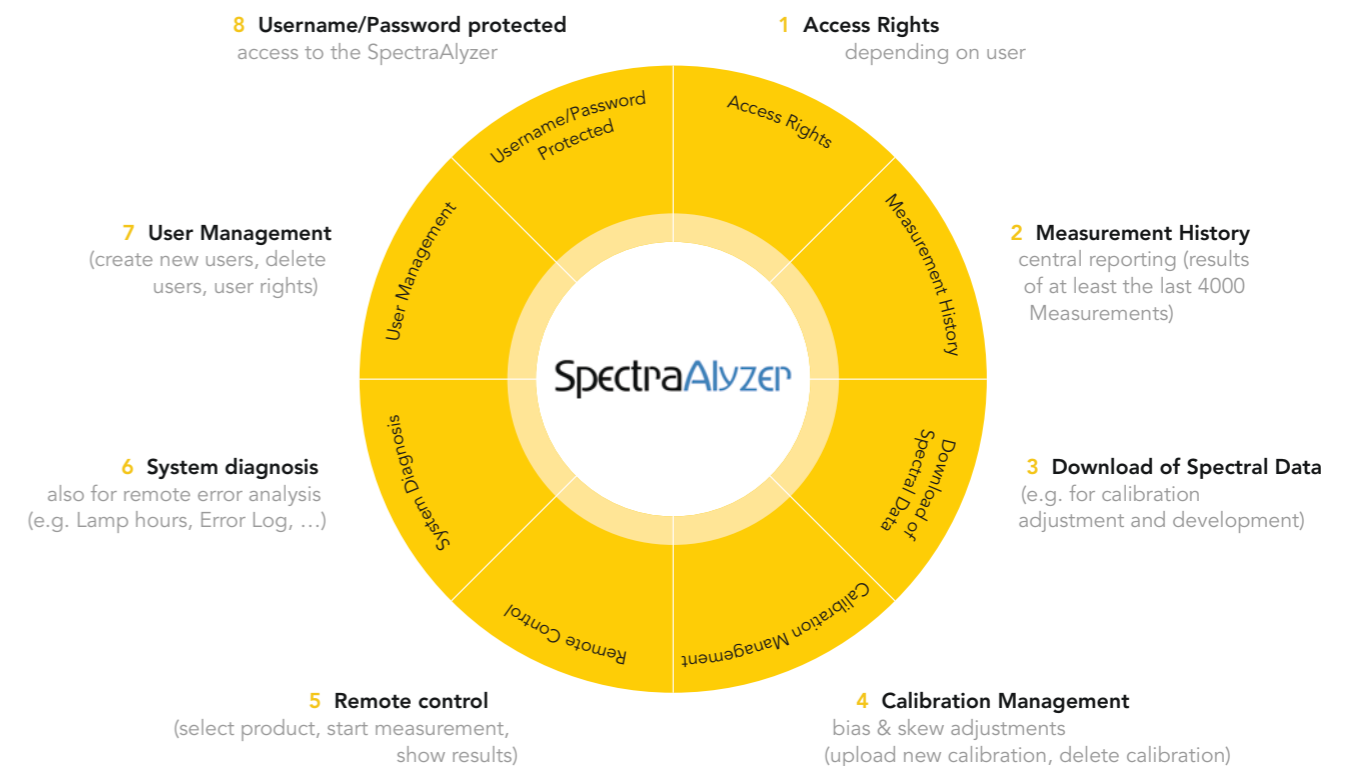 8 Username/Password protected
access to the SpectraAlyzer
1 Access Rights
depending on user
Username/Password
Protected
Access Rights
User Management
Measurement History
7 User Management
(create new users, delete
users, user rights)
2 Measurement History
central reporting (results
of at least the last 4000
Measurements)
SpectraAlyzer
6 System diagnosis
also for remote error analysis
(e.g. Lamp hours, Error Log, …)
System Diagnosis
Download of
Spectral Data
3 Download of Spectral Data
(e.g. for calibration
adjustment and development)
Remote Control
Calibration Management
5 Remote control
(select product, start measurement,
show results)
4 Calibration Management
bias & skew adjustments
(upload new calibration, delete calibration)